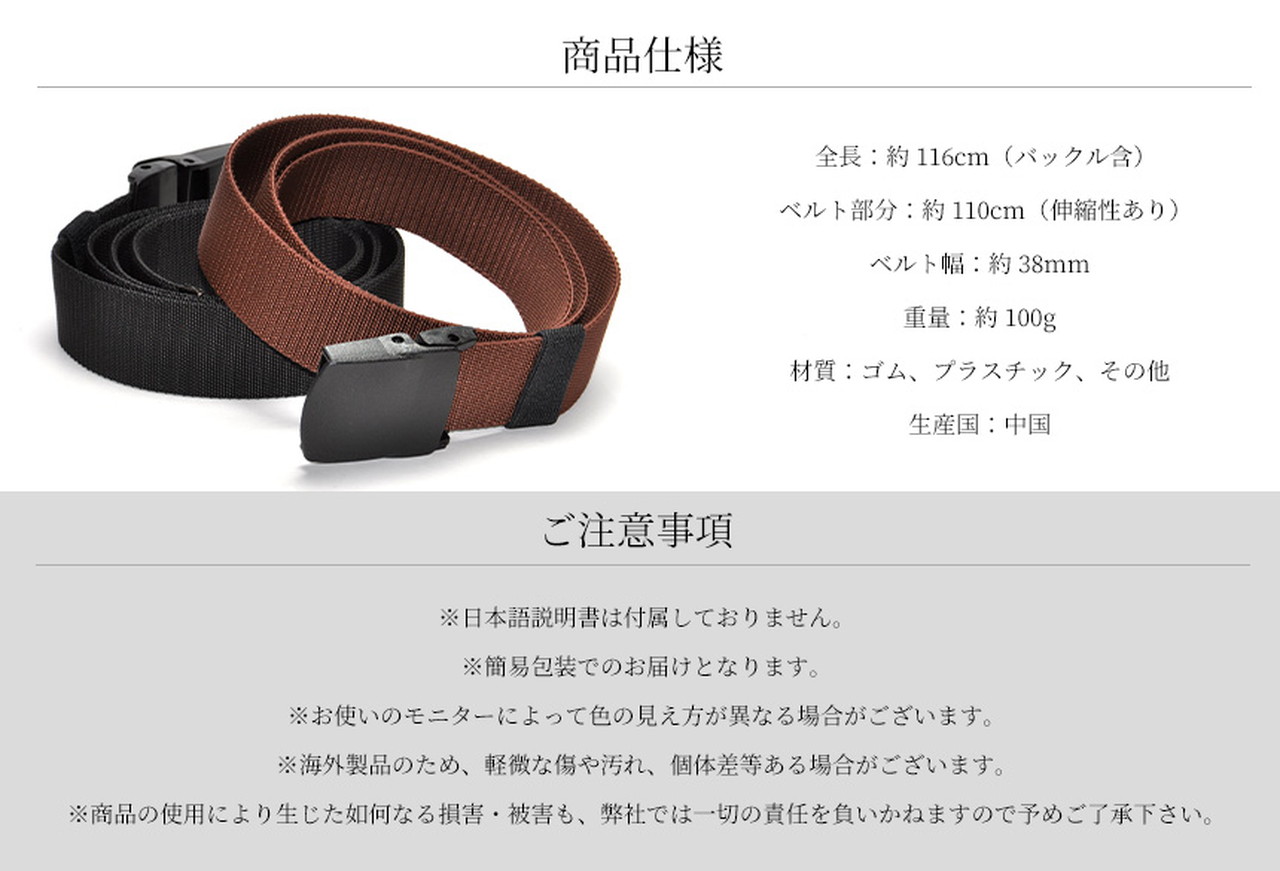 商品仕様
全長：約 116cm（バックル含）
ベルト部分：約 110cm（伸縮性あり）
ベルト幅：約 38mm
重量：約 100g
材質：ゴム、プラスチック、その他
生産国：中国
ご注意事項
※日本語説明書は付属しておりません。
※簡易包装でのお届けとなります。
※お使いのモニターによって色の見え方が異なる場合がございます。
※海外製品のため、軽微な傷や汚れ、個体差等ある場合がございます。
※商品の使用により生じた如何なる損害・被害も、弊社では一切の責任を負いかねますので予めご了承下さい。